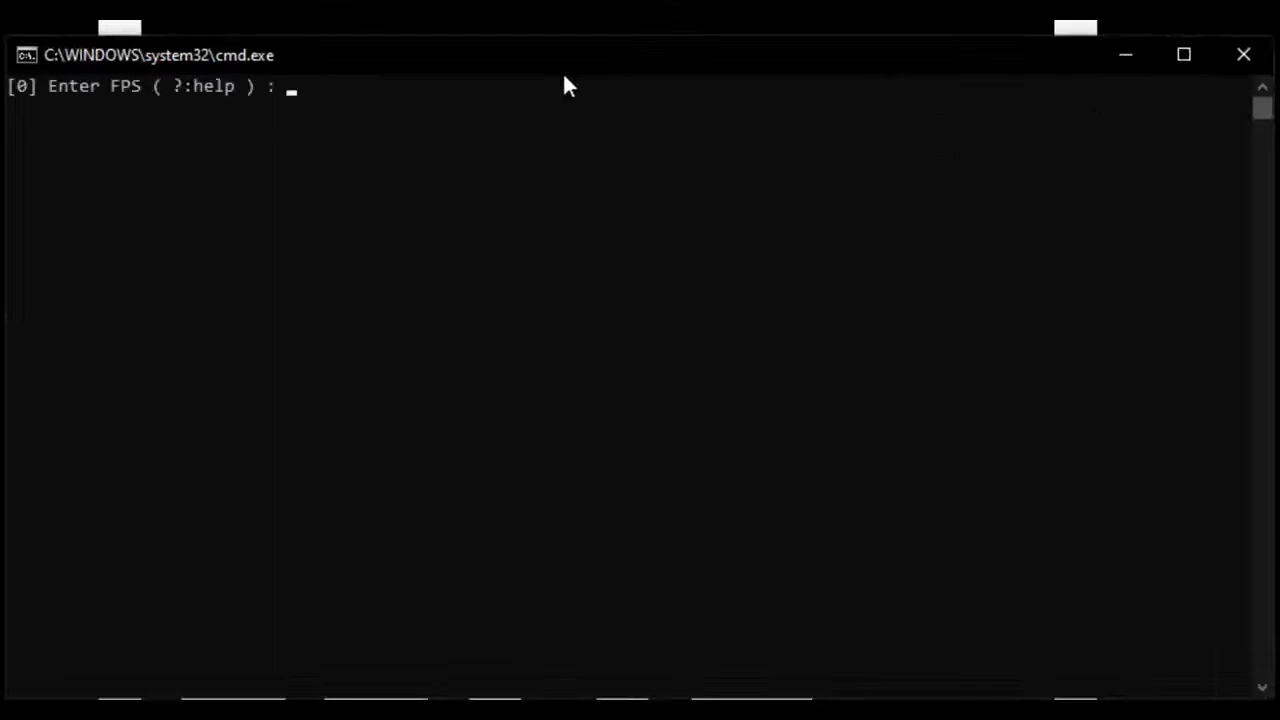 C:\WINDOWS\system32\cmd.exe
[0] Enter FPS ( ?:help ) : _